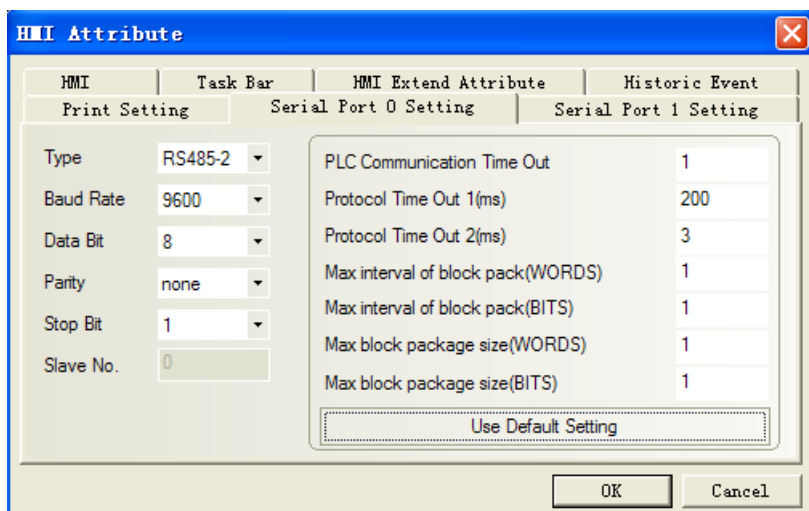 HMI Attribute
HMI Task Bar HMI Extend Attribute Historic Event
Print Setting Serial Port 0 Setting Serial Port 1 Setting
Type RS485-2
Baud Rate 9600
Data Bit 8
Parity none
Stop Bit 1
Slave No. 0
PLC Communication Time Out 1
Protocol Time Out 1(ms) 200
Protocol Time Out 2(ms) 3
Max interval of block pack(WORDS) 1
Max interval of block pack(BITS) 1
Max block package size(WORDS) 1
Max block package size(BITS) 1
Use Default Setting
OK Cancel